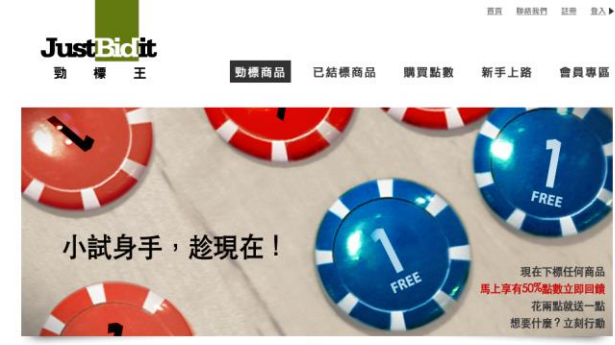 首頁 聯絡我們 註冊 登入
JustBidit
勁標王
勁標商品 已結標商品 購買點數 新手上路 會員專區
1
1
FREE
小試身手，趁現在！
1
FREE
現在下標任何商品
馬上享有50%點數立即回饋
花兩點就送一點
想要什麼？立刻行動